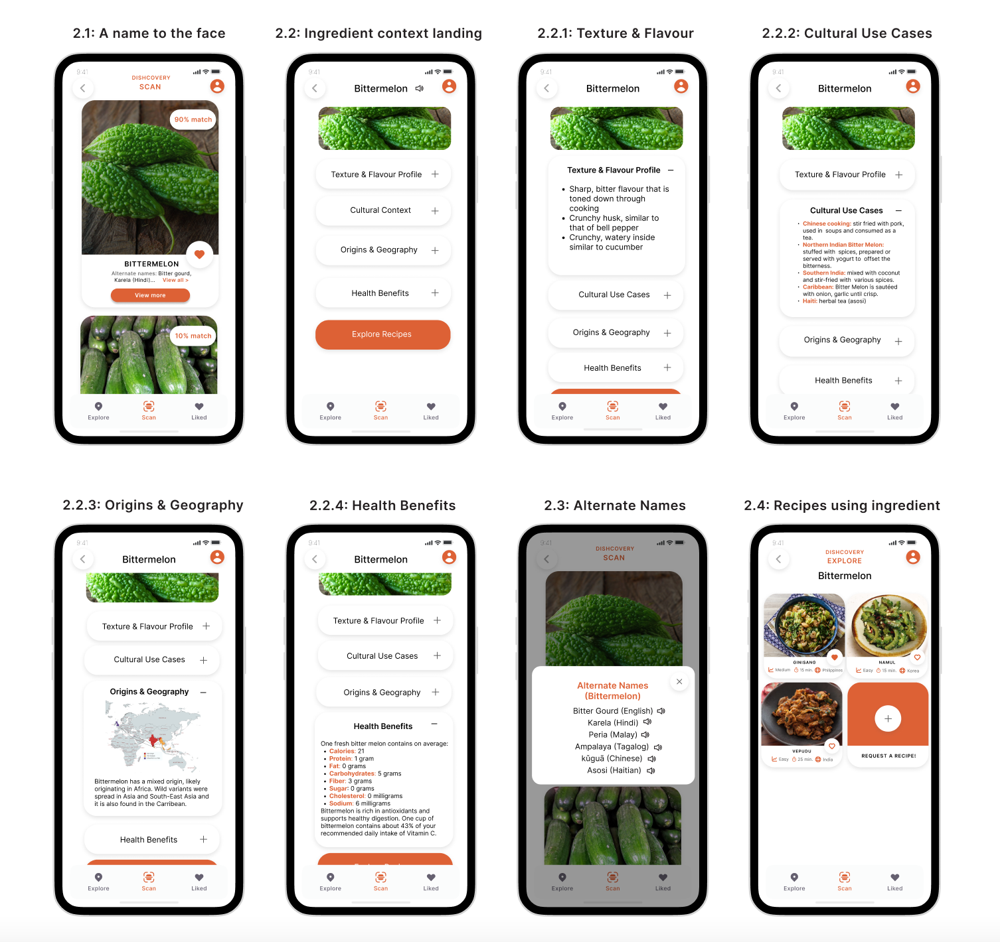 2.1: A name to the face
9:41
DISHCOVERY
SCAN
90% match
BITTERMELON
Alternate names: Bitter gourd,
Karela (Hindi)... View all >
View more
10% match
Explore
Scan
Liked
2.2: Ingredient context landing
9:41
Bittermelon
Texture & Flavour Profile
Cultural Context
Origins & Geography
Health Benefits
Explore Recipes
Explore
Scan
Liked
2.2.1: Texture & Flavour
9:41
Bittermelon
Texture & Flavour Profile
• Sharp, bitter flavour that is
toned down through
cooking
• Crunchy husk, similar to
that of bell pepper
• Crunchy, watery inside
similar to cucumber
Cultural Use Cases
Origins & Geography
Health Benefits
Explore
Scan
Liked
2.2.2: Cultural Use Cases
9:41
Bittermelon
Texture & Flavour Profile
Cultural Use Cases
• Chinese cooking: stir fried with pork,
used in soups and consumed as a
tea.
• Northern Indian Bitter Melon:
stuffed with spices, prepared or
served with yogurt to offset the
bitterness.
• Southern India: mixed with coconut
and stir-fried with various spices.
• Caribbean: Bitter Melon is sautéed
with onion, garlic until crisp.
• Haiti: herbal tea (asosi)
Origins & Geography
Health Benefits
Explore
Scan
Liked
2.2.3: Origins & Geography
9:41
Bittermelon
Texture & Flavour Profile
Cultural Use Cases
Origins & Geography
Bittermelon has a mixed origin, likely
originating in Africa. Wild variants were
spread in Asia and South-East Asia and
it is also found in the Carribean.
Health Benefits
Explore
Scan
Liked
2.2.4: Health Benefits
9:41
Bittermelon
Texture & Flavour Profile
Cultural Use Cases
Origins & Geography
Health Benefits
One fresh bitter melon contains on average:
• Calories: 21
• Protein: 1 gram
• Fat: 0 grams
• Carbohydrates: 5 grams
• Fiber: 3 grams
• Sugar: 0 grams
• Cholesterol: 0 milligrams
• Sodium: 6 milligrams
Bittermelon is rich in antioxidants and
supports healthy digestion. One cup of
bittermelon contains about 43% of your
recommended daily intake of Vitamin C.
Explore
Scan
Liked
2.3: Alternate Names
9:41
DISHCOVERY
SCAN
Alternate Names
(Bittermelon)
Bitter Gourd (English)
Karela (Hindi)
Peria (Malay)
Ampalaya (Tagalog)
kǔguā (Chinese)
Asosi (Haitian)
Explore
Scan
Liked
2.4: Recipes using ingredient
9:41
DISHCOVERY
EXPLORE
Bittermelon
GINISANG
Medium 15 min. Philippines
NAMUL
Easy 15 min. Korea
VEPUDU
Easy 25 min. India
REQUEST A RECIPE!
Explore
Scan
Liked